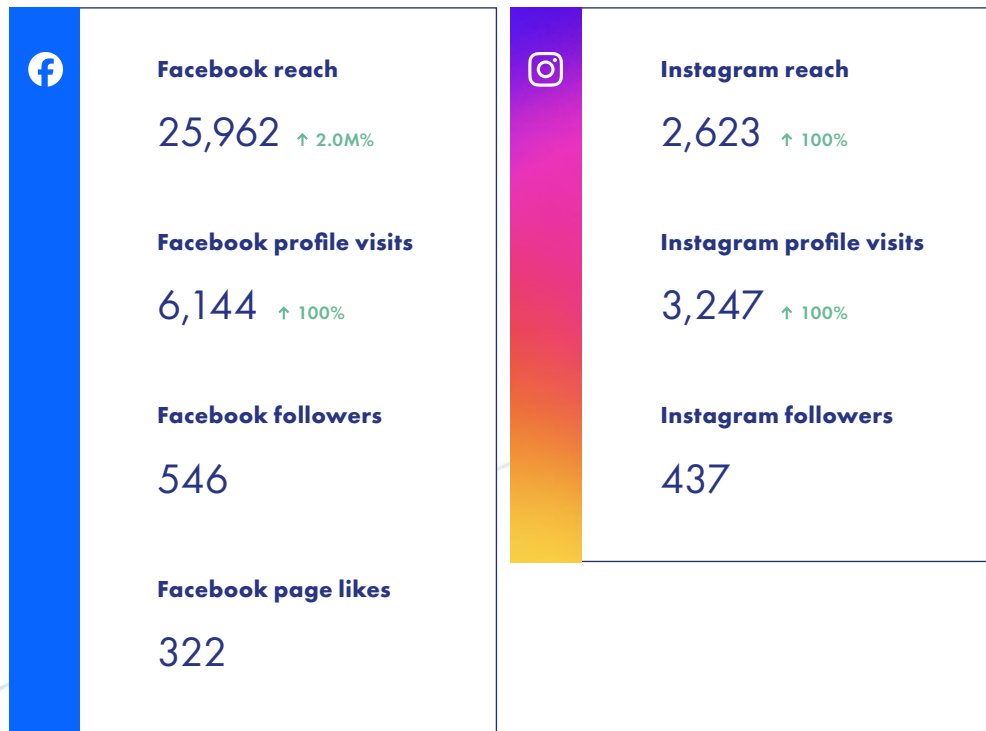 Facebook reach
25,962 ↑ 2.0M%
Facebook profile visits
6,144 ↑ 100%
Facebook followers
546
Facebook page likes
322
Instagram reach
2,623 ↑ 100%
Instagram profile visits
3,247 ↑ 100%
Instagram followers
437